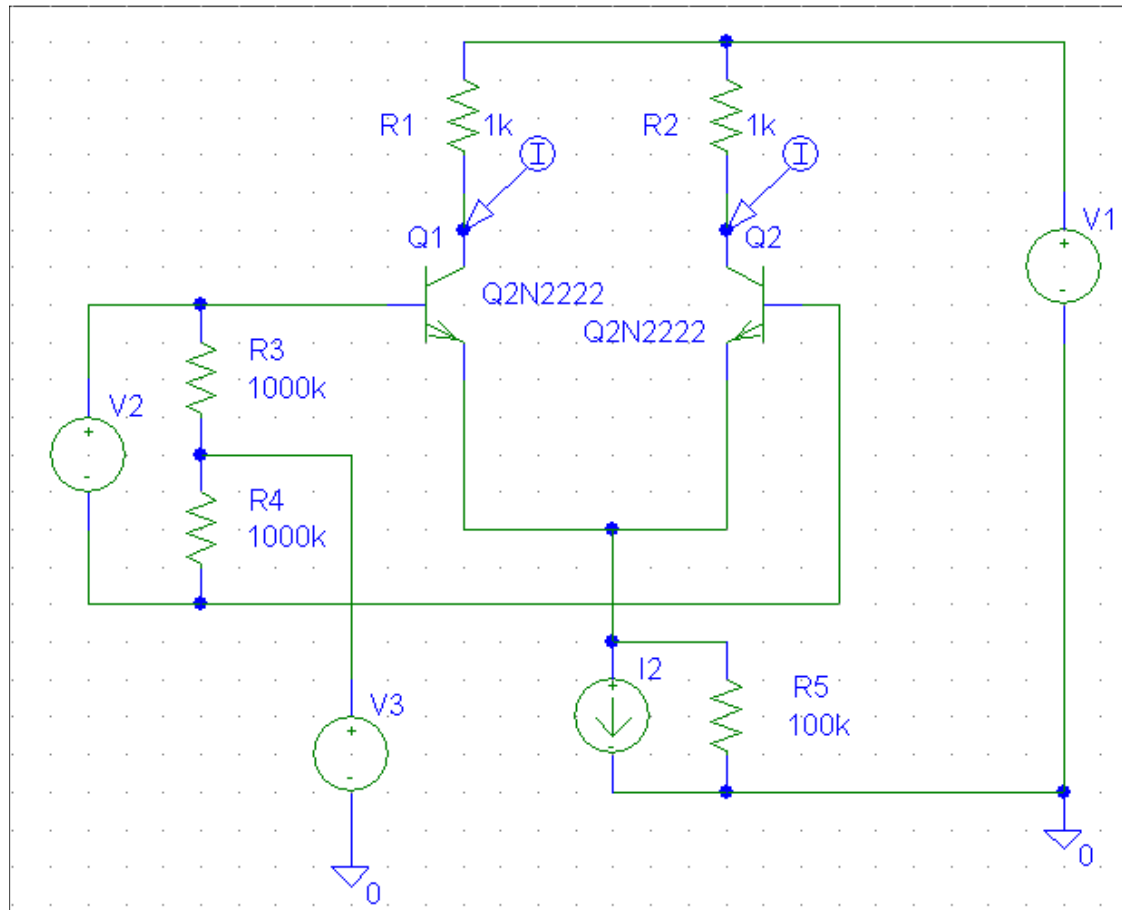 R1
1k
R2
1k
I
I
V1
+
-
Q1
Q2
Q2N2222
Q2N2222
R3
1000k
V2
+
-
R4
1000k
I2
+
-
R5
100k
V3
+
-
0
0